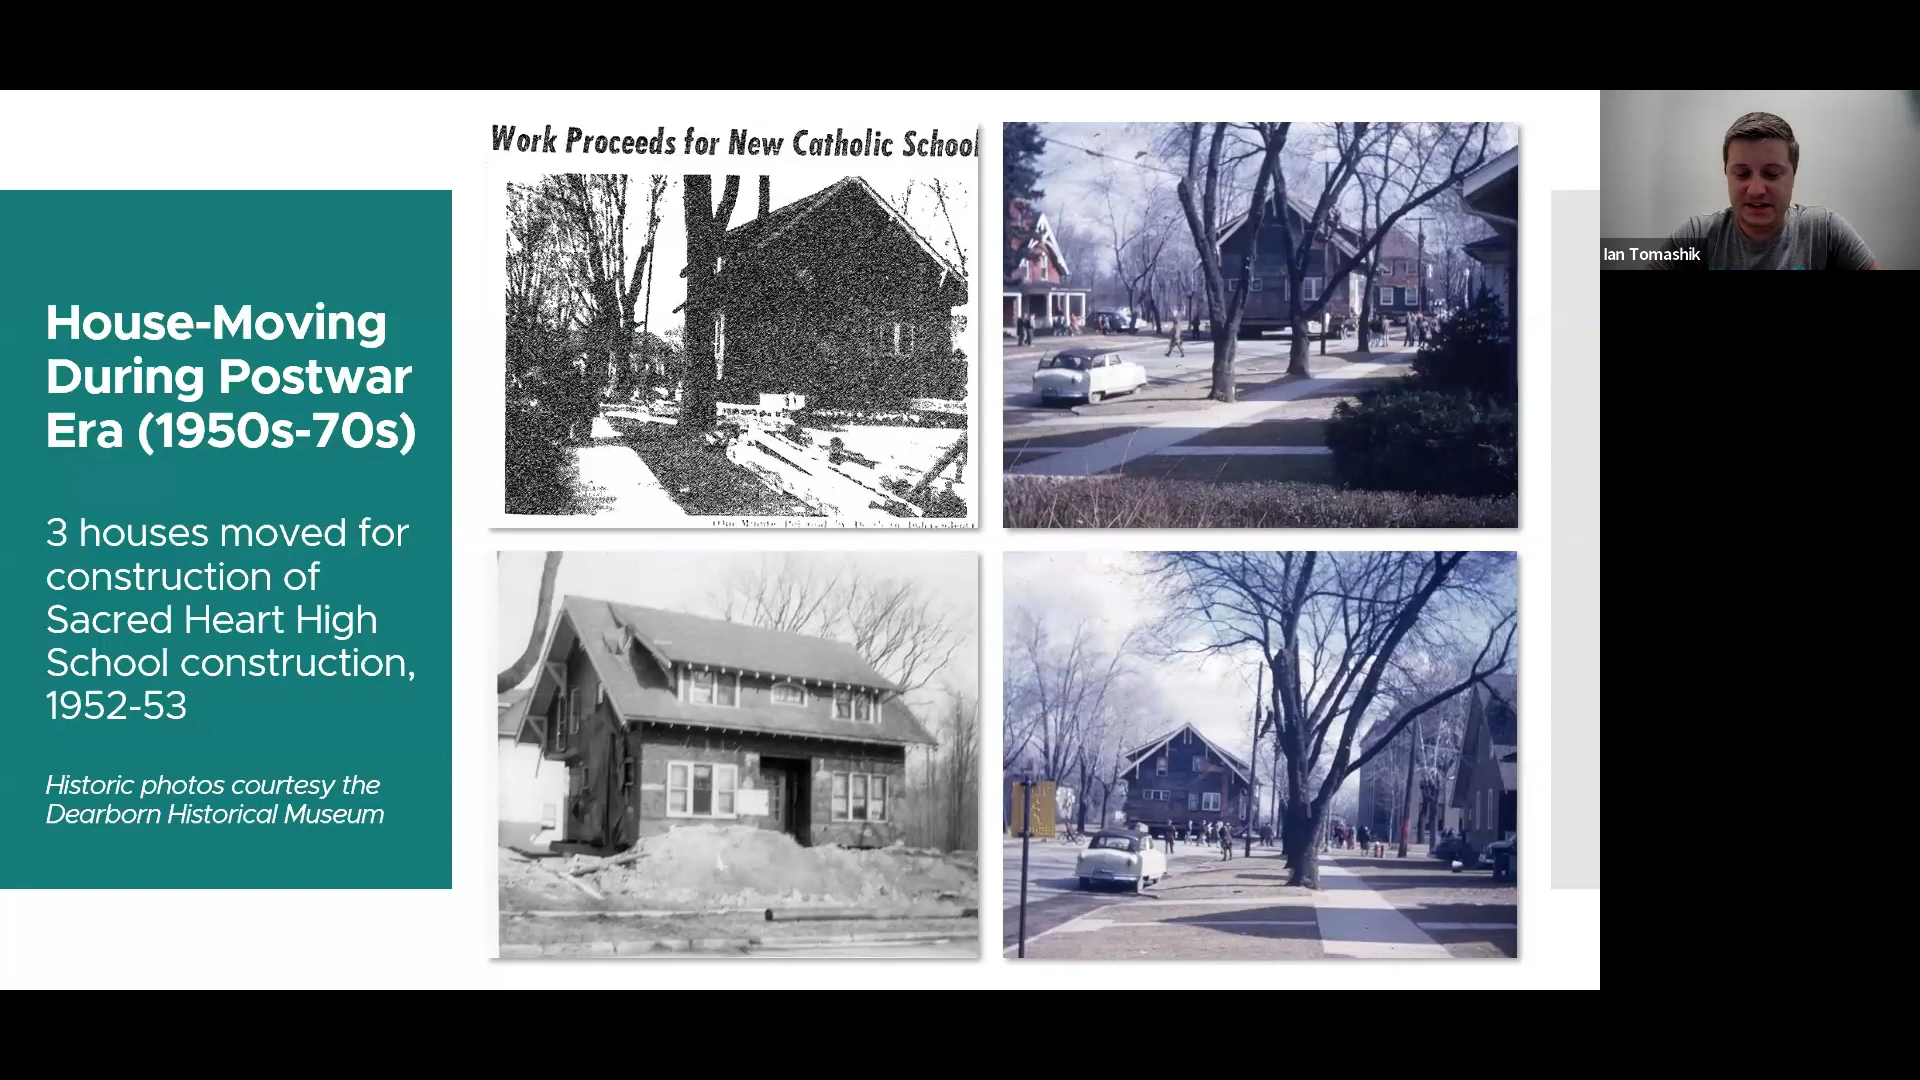 House-Moving
During Postwar
Era (1950s-70s)
3 houses moved for
construction of
Sacred Heart High
School construction,
1952-53
Historic photos courtesy the
Dearborn Historical Museum
Work Proceeds for New Catholic School
Ian Tomashik